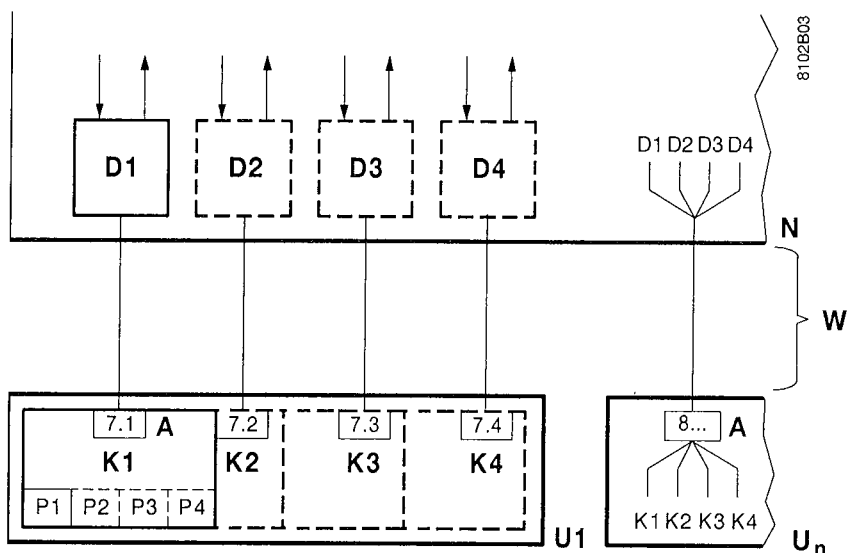 8102B03
D1 D2 D3 D4
D1 D2 D3 D4
N
W
7.1 A 7.2 7.3 7.4 8... A
K1 K2 K3 K4
P1 P2 P3 P4
K1 K2 K3 K4
U1 Un